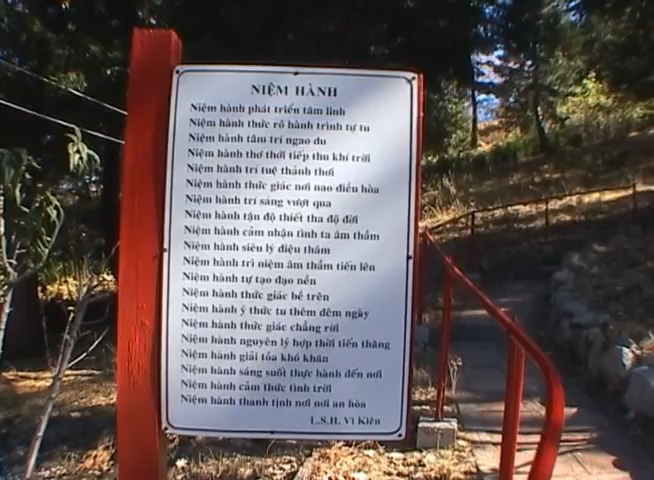 NIỆM HÀNH
Niệm hành phát triển tâm linh
Niệm hành thức rõ hành trình tự tu
Niệm hành tâm trí ngao du
Niệm hành thơ thới tiếp thu khí trời
Niệm hành trí tuệ thảnh thơi
Niệm hành thức giác nơi nao điều hòa
Niệm hành trí sáng vượt qua
Niệm hành tận độ thiết tha độ đời
Niệm hành cảm nhận tình ta âm thầm
Niệm hành siêu lý diệu thâm
Niệm hành trì niệm âm thầm tiến lên
Niệm hành tự tạo đạo nền
Niệm hành thức giác bề trên
Niệm hành ý thức tu thêm đêm ngày
Niệm hành thức giác chẳng rời
Niệm hành nguyên lý hợp thời tiến thăng
Niệm hành giải tỏa khó khăn
Niệm hành sáng suốt thực hành đến nơi
Niệm hành cảm thức tình trời
Niệm hành thanh tịnh nơi nơi an hòa
L.S.H. Vĩ Kiên